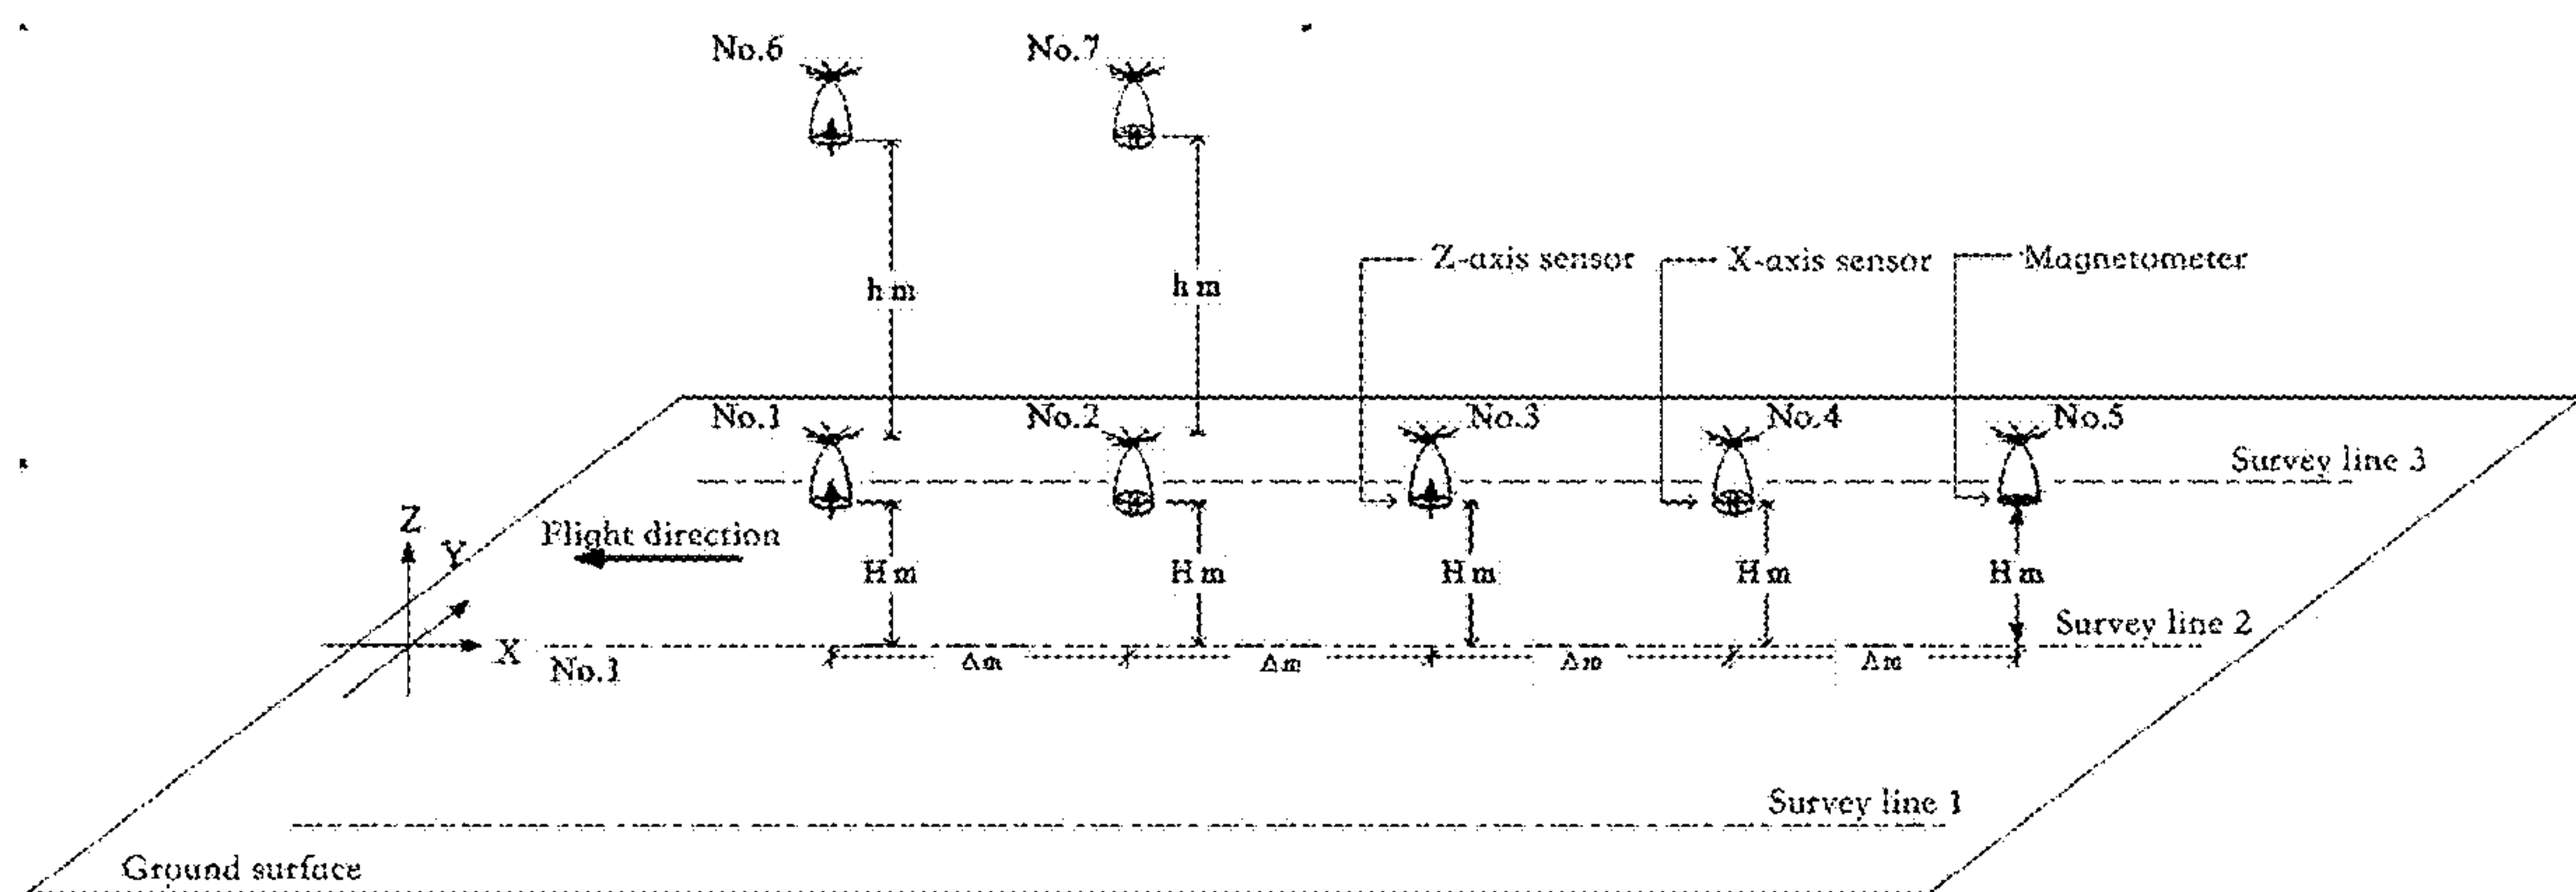 No.6
No.7
h m
h m
Z-axis sensor
X-axis sensor
Magnetometer
No.1
No.2
No.3
No.4
No.5
Survey line 3
Z
Y
Flight direction
H m
H m
H m
H m
H m
X
No.1
Δm
Δm
Δm
Δm
Survey line 2
Survey line 1
Ground surface